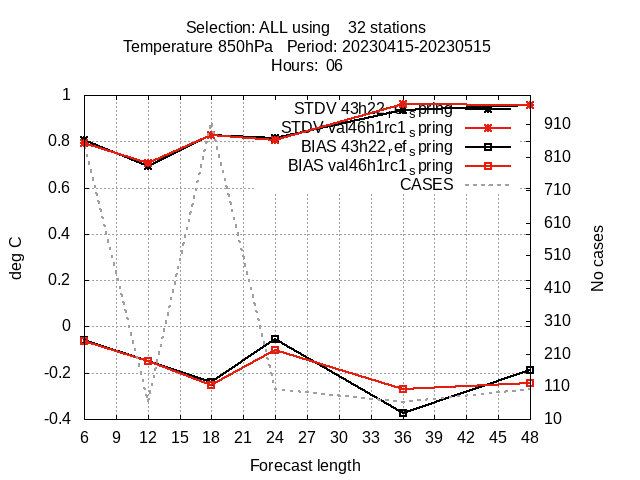 Selection: ALL using    32 stations
Temperature 850hPa   Period: 20230415-20230515
Hours:  06
1
0.8
0.6
0.4
0.2
0
-0.2
-0.4
deg C
STDV 43h22_ref_spring
STDV val46h1rc1_spring
BIAS 43h22_ref_spring
BIAS val46h1rc1_spring
CASES
910
810
710
610
510
410
310
210
110
10
No cases
6 9 12 15 18 21 24 27 30 33 36 39 42 45 48
Forecast length